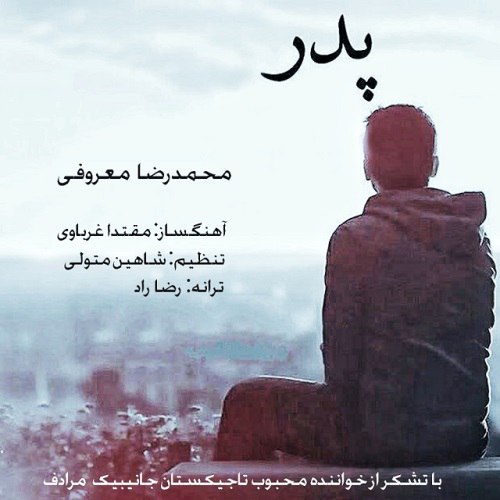 پدر
محمدرضا معروفی
آهنگساز: مقتدا غرباوی
تنظیم: شاهین متولی
ترانه: رضا راد
با تشکر از خواننده محبوب تاجیکستان جانیبیک مرادف